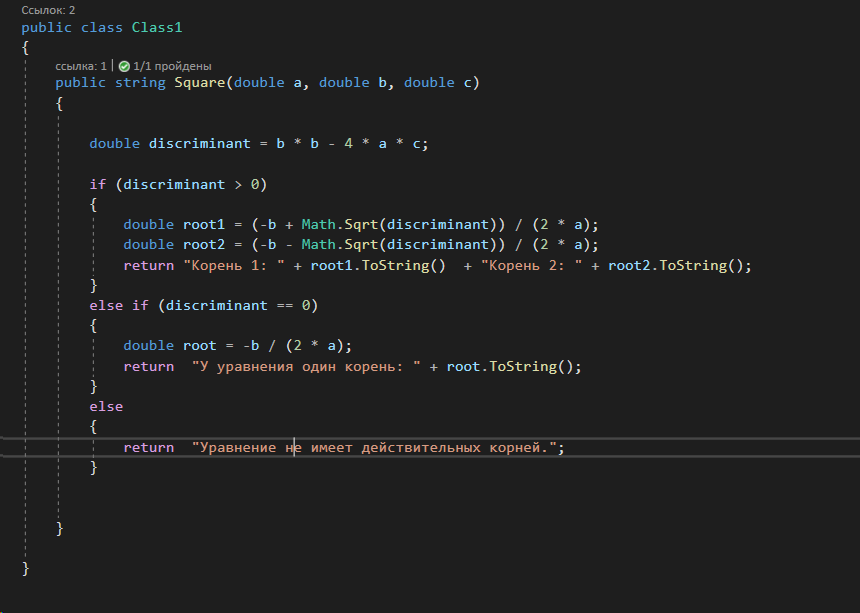 Ссылок: 2
public class Class1
{
ссылка: 1 | 1/1 пройдены
public string Square(double a, double b, double c)
{
double discriminant = b * b - 4 * a * c;
if (discriminant > 0)
{
double root1 = (-b + Math.Sqrt(discriminant)) / (2 * a);
double root2 = (-b - Math.Sqrt(discriminant)) / (2 * a);
return "Корень 1: " + root1.ToString()  + "Корень 2: " + root2.ToString();
}
else if (discriminant == 0)
{
double root = -b / (2 * a);
return  "У уравнения один корень: " + root.ToString();
}
else
{
return  "Уравнение не имеет действительных корней.";
}
}
}